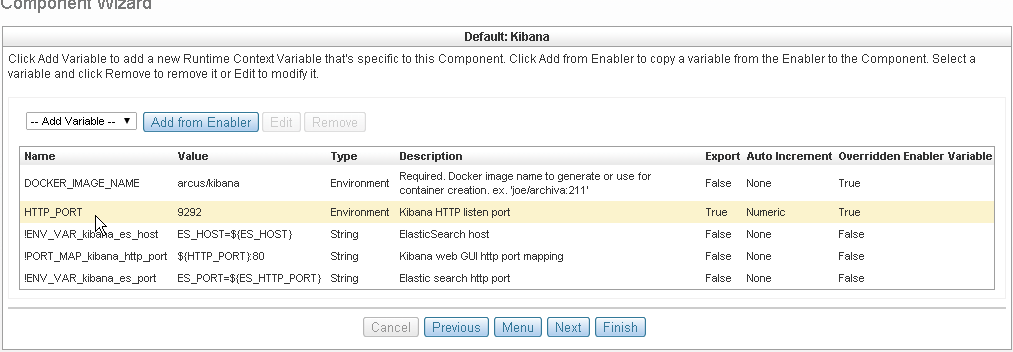 Component Wizard
Default: Kibana
Click Add Variable to add a new Runtime Context Variable that's specific to this Component. Click Add from Enabler to copy a variable from the Enabler to the Component. Select a
variable and click Remove to remove it or Edit to modify it.
-- Add Variable -- Add from Enabler Edit Remove
Name Value Type Description Export Auto Increment Overridden Enabler Variable
DOCKER_IMAGE_NAME arcus/kibana Environment Required. Docker image name to generate or use for False None True
container creation. ex. 'joe/archiva:211'
HTTP_PORT 9292 Environment Kibana HTTP listen port True Numeric True
!ENV_VAR_kibana_es_host ES_HOST=${ES_HOST} String ElasticSearch host False None False
!PORT_MAP_kibana_http_port ${HTTP_PORT}:80 String Kibana web GUI http port mapping False None False
!ENV_VAR_kibana_es_port ES_PORT=${ES_HTTP_PORT} String Elastic search http port False None False
Cancel Previous Menu Next Finish